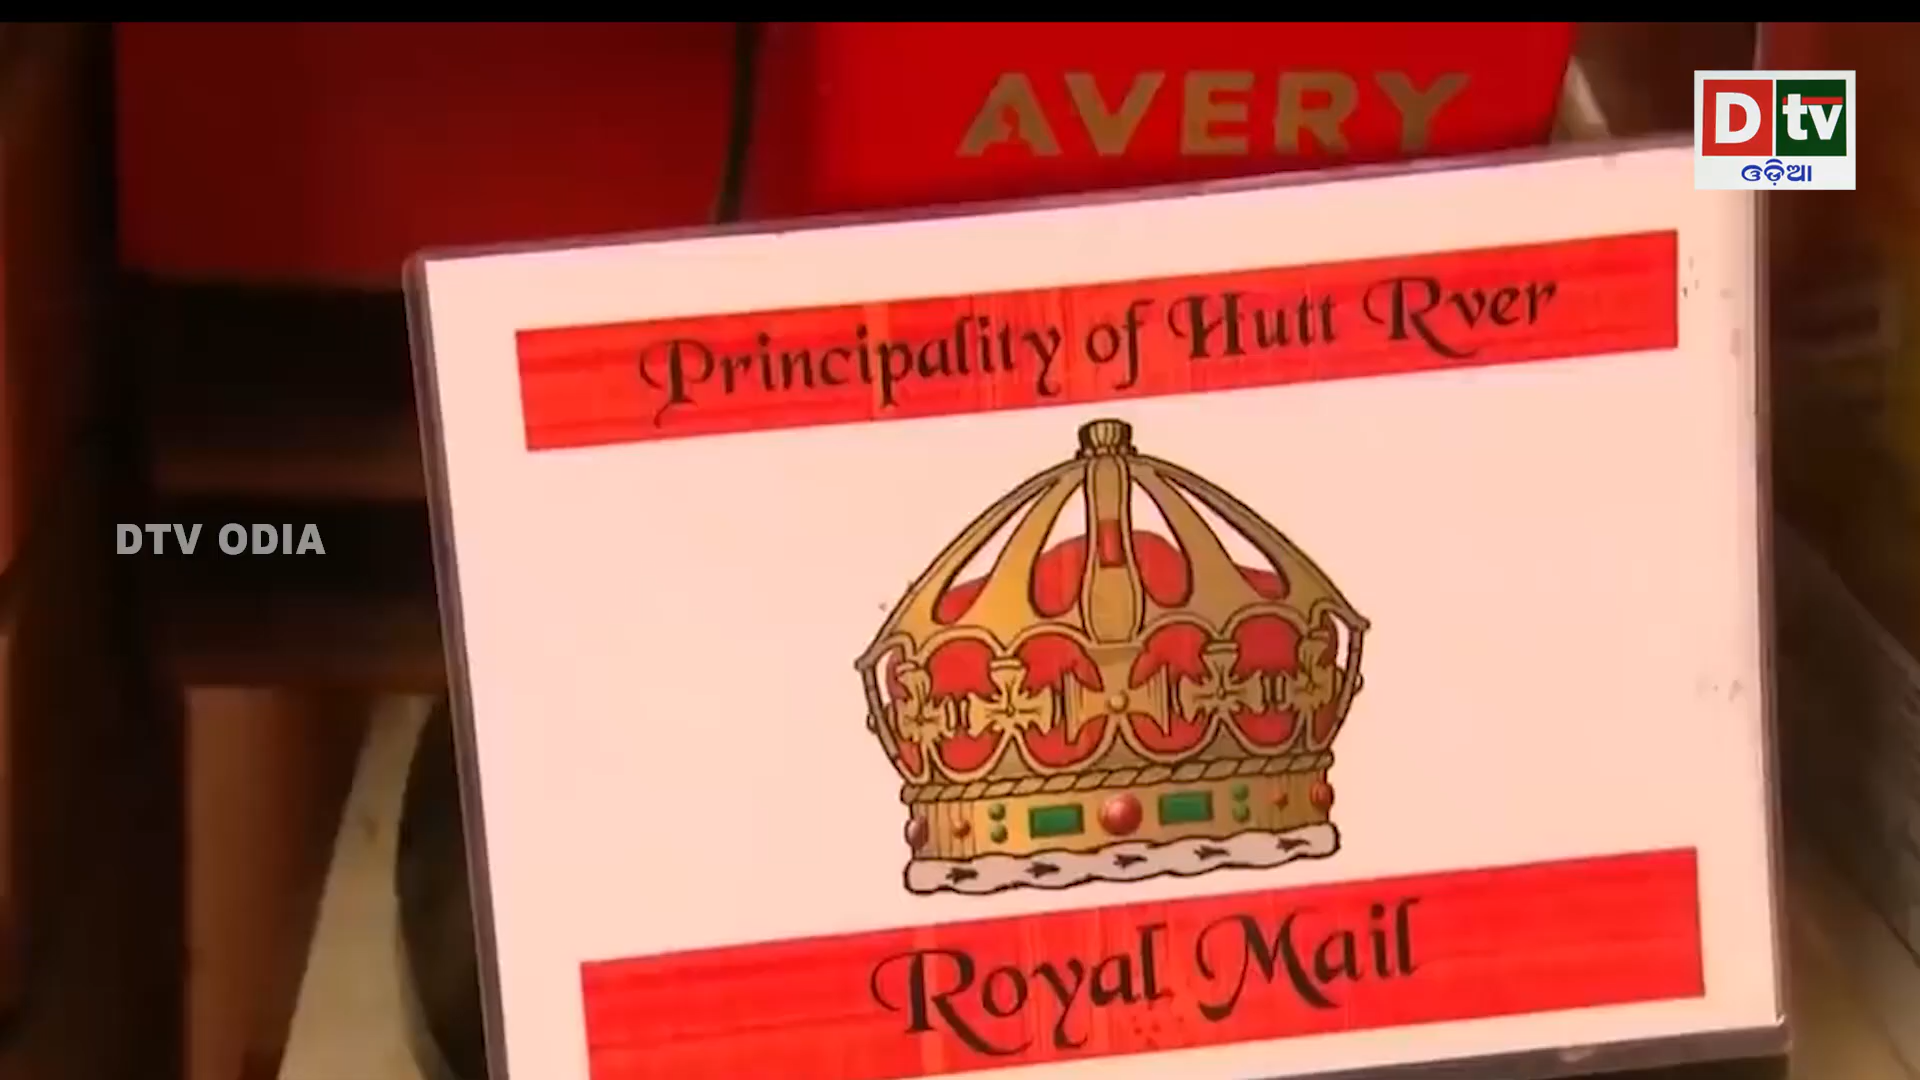 AVERY
D tv
ଓଡ଼ିଆ
Principality of Hutt Rver
DTV ODIA
Royal Mail